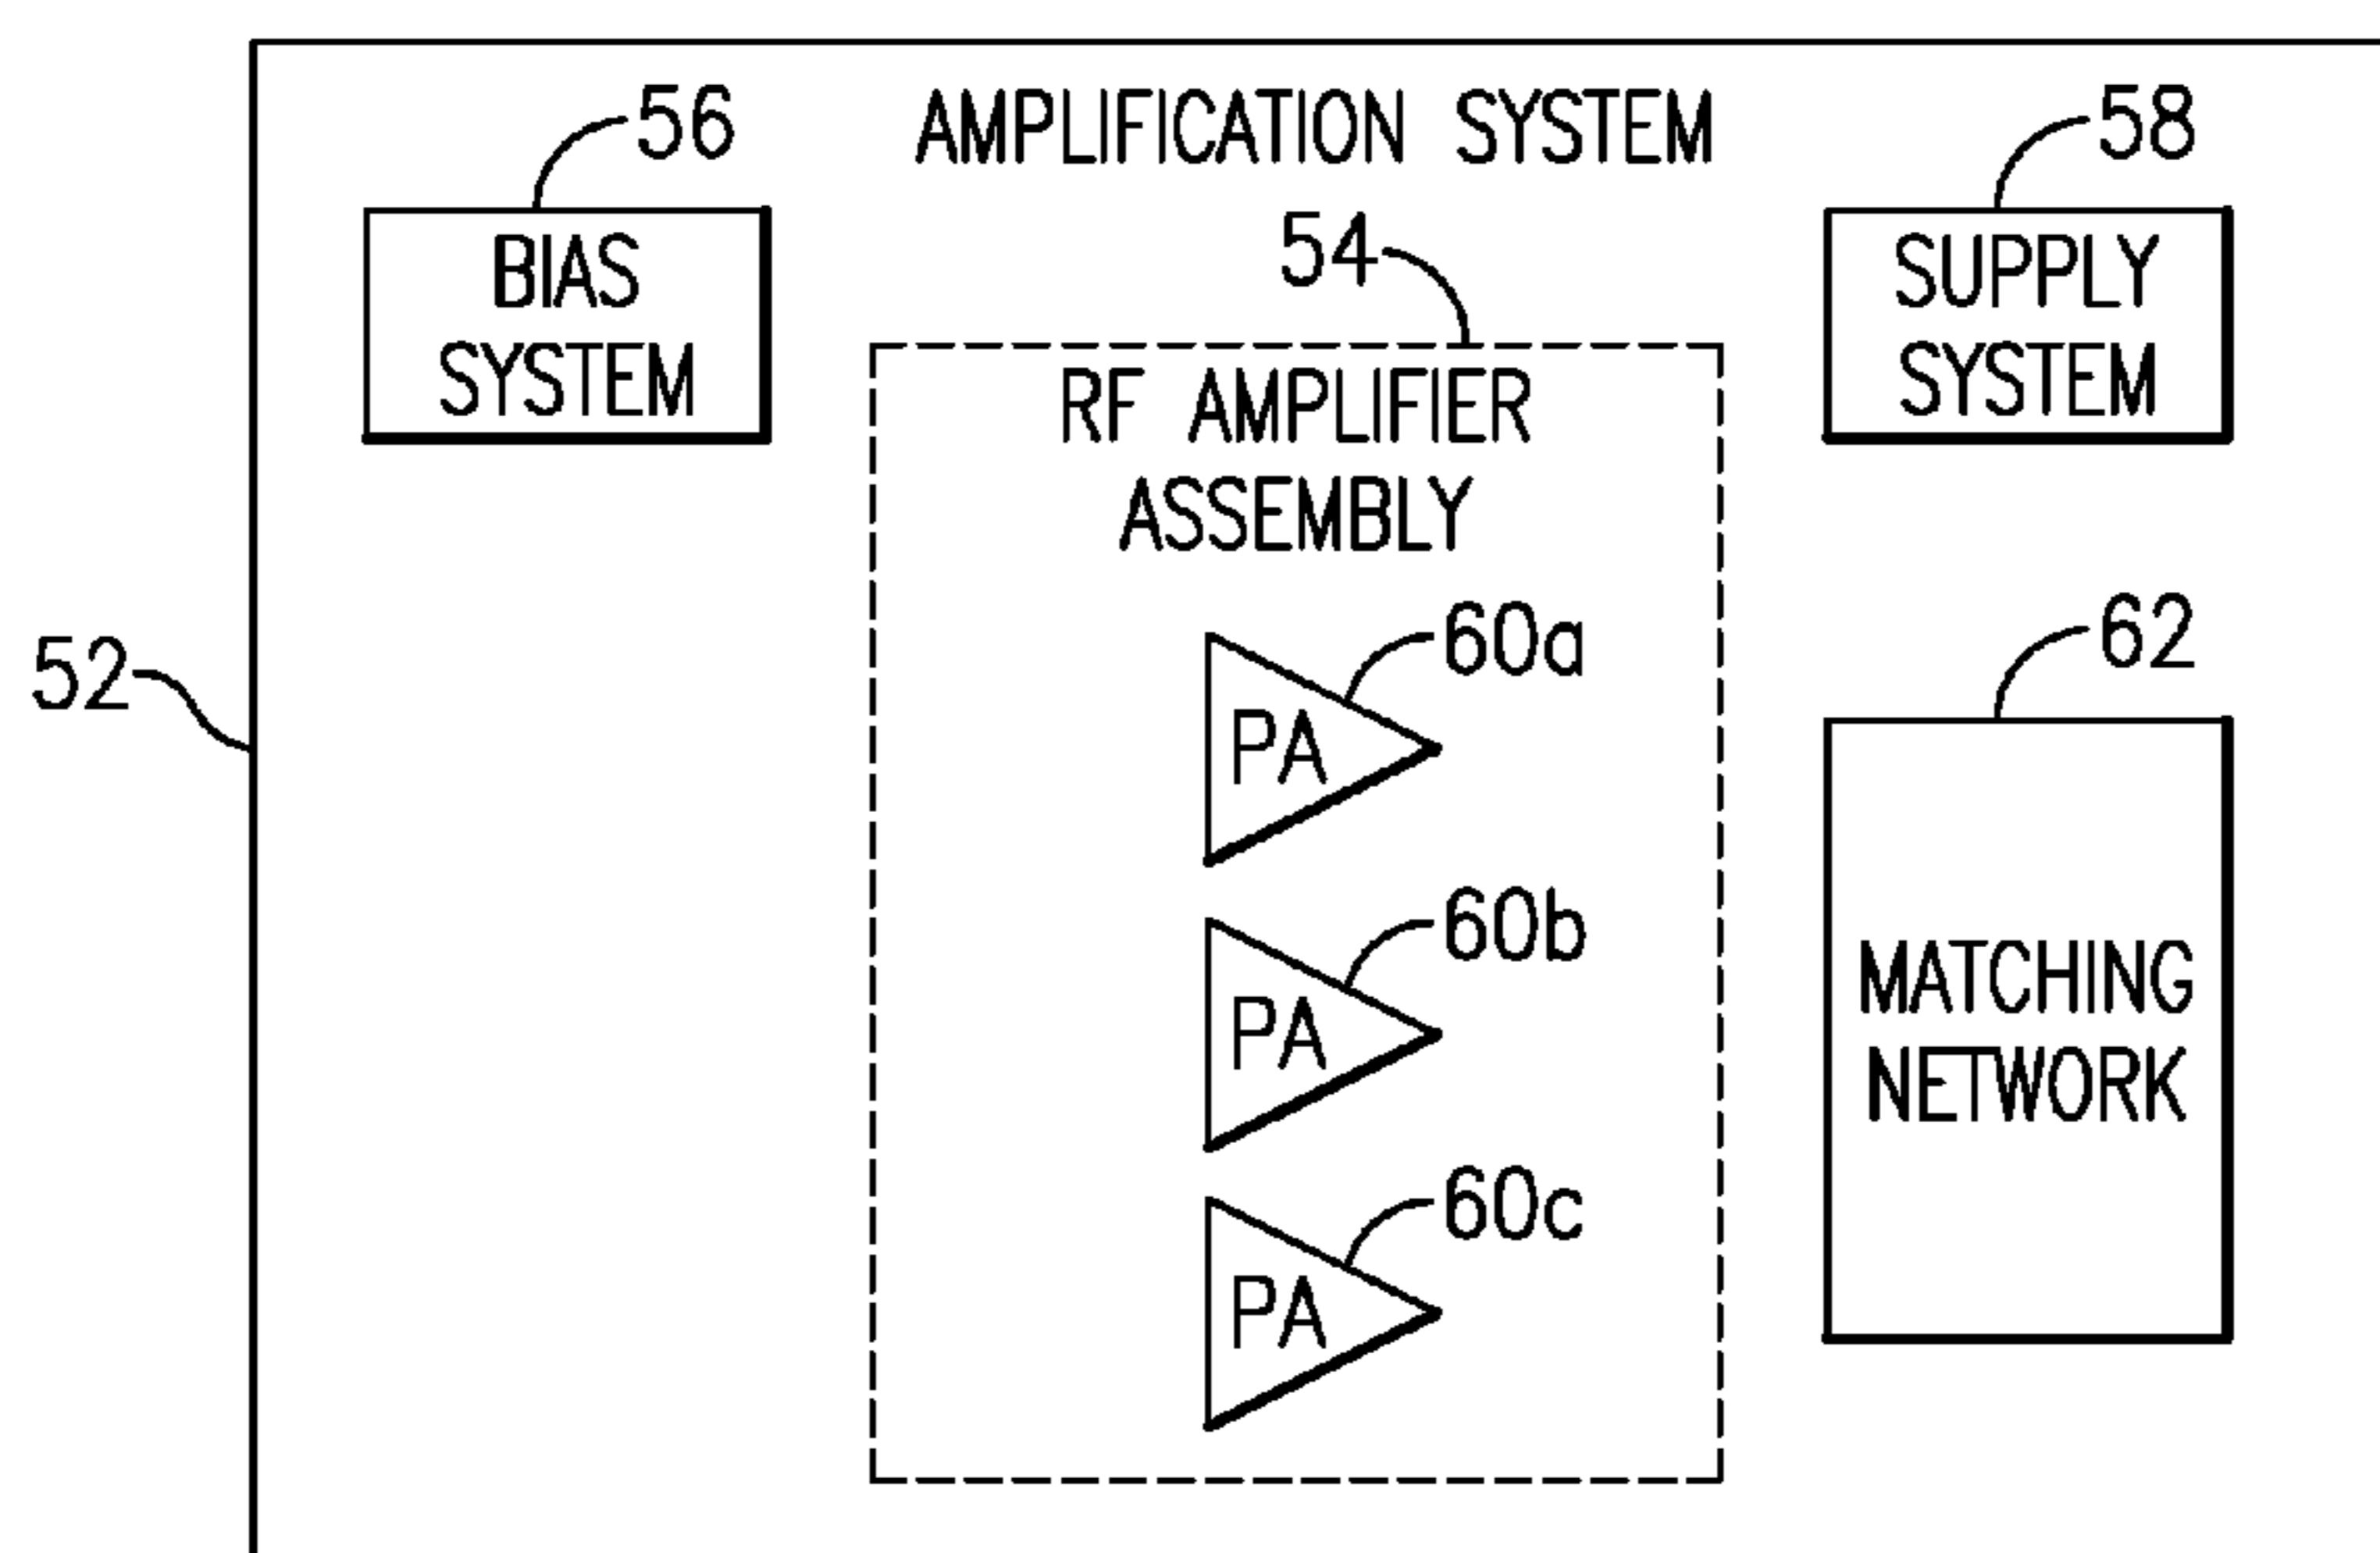 56
AMPLIFICATION SYSTEM
58
BIAS
SYSTEM
54
SUPPLY
SYSTEM
RF AMPLIFIER
ASSEMBLY
52
60a
PA
62
60b
PA
MATCHING
NETWORK
60c
PA